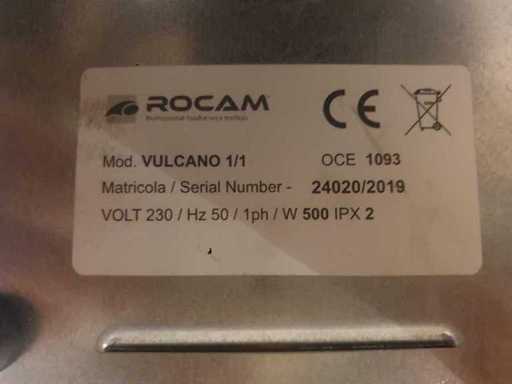 ROCAM
CE
Mod. VULCANO 1/1 OCE 1093
Matricola / Serial Number - 24020/2019
VOLT 230 / Hz 50 / 1ph / W 500 IPX 2